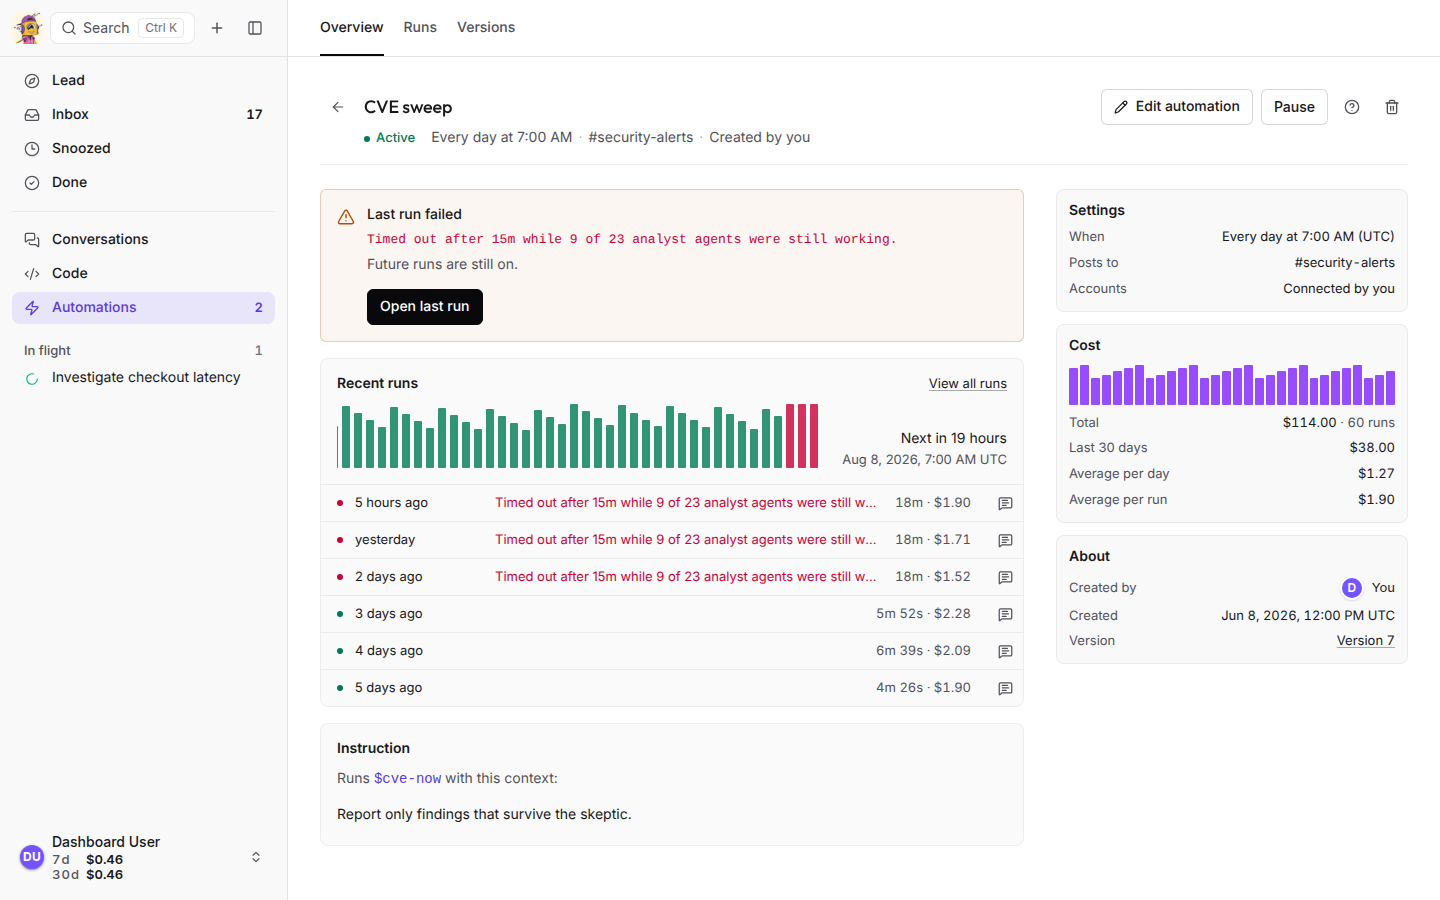 Search Ctrl K
Overview Runs Versions
Lead
Inbox 17
Snoozed
Done
Conversations
Code
Automations 2
In flight 1
Investigate checkout latency
Dashboard User
DU
7d $0.46
30d $0.46
CVE sweep
Edit automation
Pause
Active Every day at 7:00 AM · #security-alerts · Created by you
Last run failed
Timed out after 15m while 9 of 23 analyst agents were still working.
Future runs are still on.
Open last run
Recent runs View all runs
Next in 19 hours
Aug 8, 2026, 7:00 AM UTC
5 hours ago Timed out after 15m while 9 of 23 analyst agents were still w... 18m · $1.90
yesterday Timed out after 15m while 9 of 23 analyst agents were still w... 18m · $1.71
2 days ago Timed out after 15m while 9 of 23 analyst agents were still w... 18m · $1.52
3 days ago 5m 52s · $2.28
4 days ago 6m 39s · $2.09
5 days ago 4m 26s · $1.90
Instruction
Runs $cve-now with this context:
Report only findings that survive the skeptic.
Settings
When Every day at 7:00 AM (UTC)
Posts to #security-alerts
Accounts Connected by you
Cost
Total $114.00 · 60 runs
Last 30 days $38.00
Average per day $1.27
Average per run $1.90
About
Created by D You
Created Jun 8, 2026, 12:00 PM UTC
Version Version 7